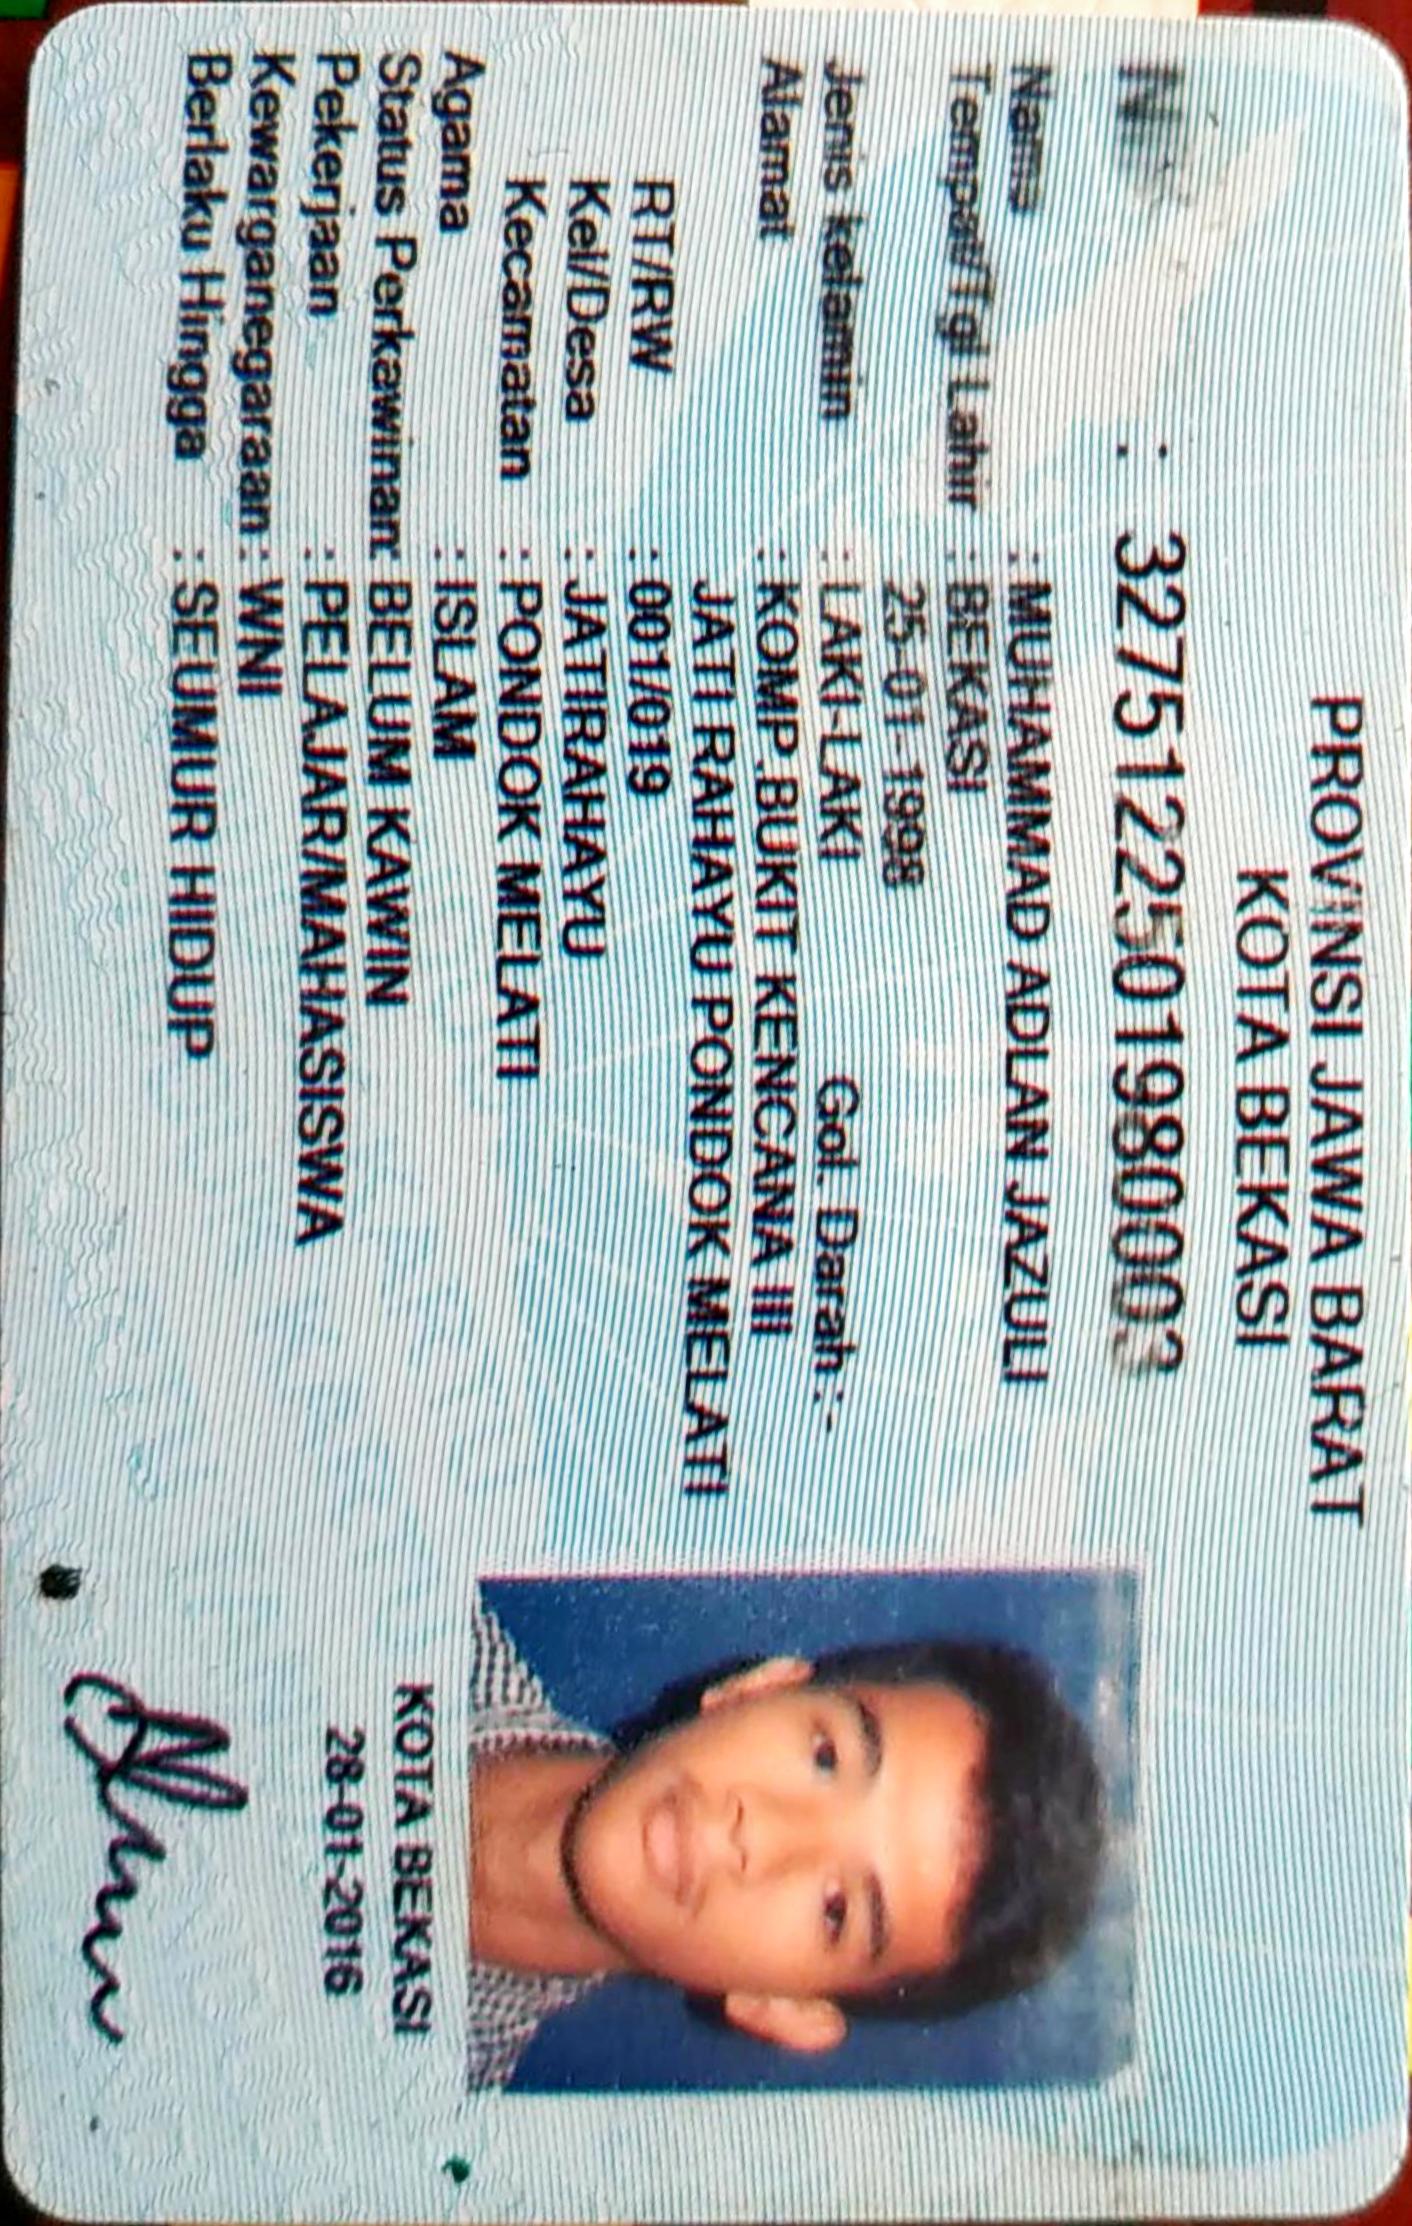 PROVINSI JAWA BARAT
KOTA BEKASI
NIK : 3275122501980003
Nama : MUHAMMAD ADLAN JAZULI
Tempat/Tgl Lahir : BEKASI
25-01-1998
Jenis kelamin : LAKI-LAKI Gol. Darah :-
Alamat : KOMP.BUKIT KENCANA III
JATI RAHAYU PONDOK MELATI
RT/RW : 001/019
Kel/Desa : JATIRAHAYU
Kecamatan : PONDOK MELATI
Agama : ISLAM
Status Perkawinan: BELUM KAWIN
Pekerjaan : PELAJAR/MAHASISWA
Kewarganegaraan : WNI
Berlaku Hingga : SEUMUR HIDUP
KOTA BEKASI
28-01-2016